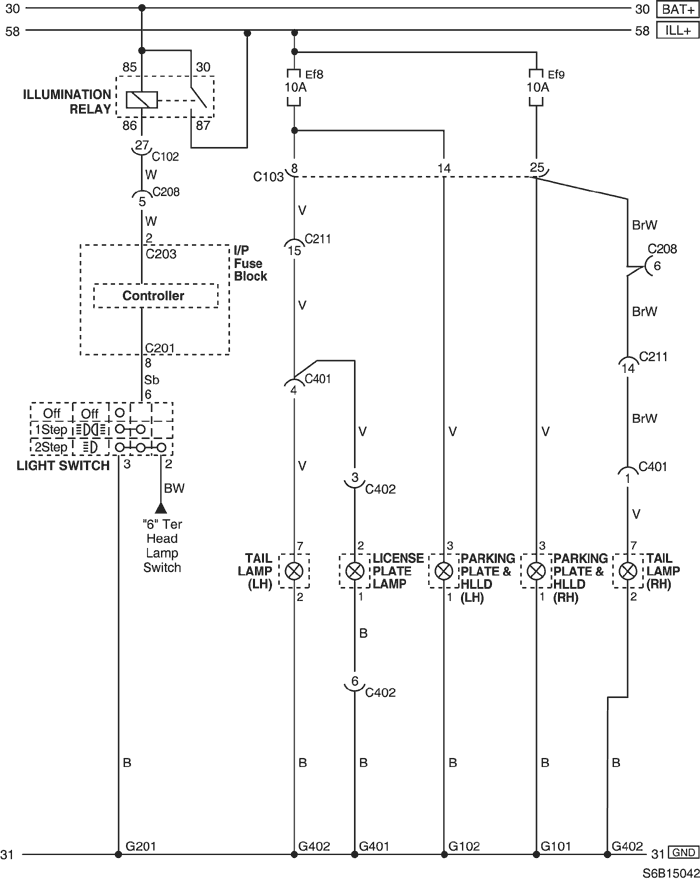 30 30 BAT+
58 58 ILL+
85 30
ILLUMINATION
RELAY
86 87
Ef8
10A
Ef9
10A
27 C102
W
C208
5
W
2
C203
I/P
Fuse
Block
Controller
C201
8
Sb
6
C103 8 14 25
V
C211
15
V
C401
4
BrW
C208
6
BrW
C211
14
BrW
C401
1
V
Off Off
1Step
2Step
LIGHT SWITCH 3 2
BW
"6" Ter
Head
Lamp
Switch
V V V V
3
C402
7 2 3 3 7
TAIL
LAMP
(LH)
LICENSE
PLATE
LAMP
PARKING
PLATE &
HLLD
(LH)
PARKING
PLATE &
HLLD
(RH)
TAIL
LAMP
(RH)
2 1 1 1 2
B
6
C402
B B B B B B
31 G201 G402 G401 G102 G101 G402 31 GND
S6B15042